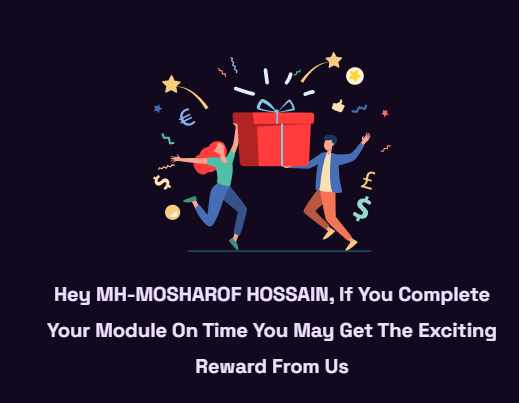 Hey MH-MOSHAROF HOSSAIN, If You Complete
Your Module On Time You May Get The Exciting
Reward From Us